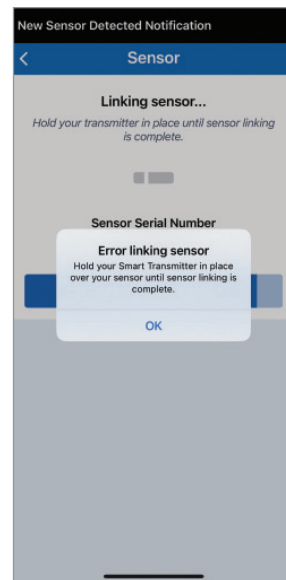 New Sensor Detected Notification
Sensor
Linking sensor...
Hold your transmitter in place until sensor linking
is complete.
Sensor Serial Number
Error linking sensor
Hold your Smart Transmitter in place
over your sensor until sensor linking is
complete.
OK